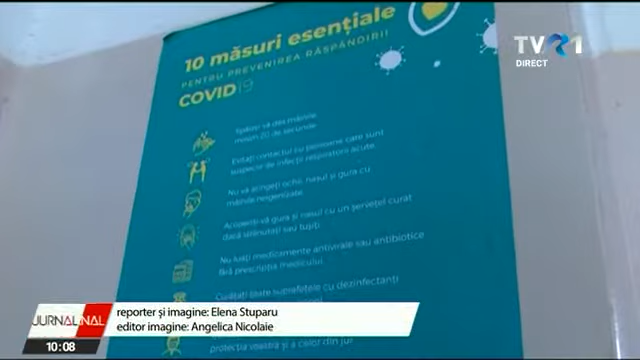 10 măsuri esențiale
PENTRU PREVENIREA RĂSPÂNDIRII
COVID19
TVR1
DIRECT
Spălați-vă des mâinile,
minim 20 de secunde
Evitați contactul cu persoane care sunt
suspecte de infecții respiratorii acute.
Nu vă atingeți ochii, nasul și gura cu
mâinile neigenizate.
Acoperiți-vă gura și nasul cu un șervețel curat
dacă strănutați sau tușiți.
Nu luați medicamente antivirale sau antibiotice
fără prescripția medicului.
Curățați toate suprafețele cu dezinfectanți
protecția voastră și a celor din jur
reporter și imagine: Elena Stuparu
editor imagine: Angelica Nicolaie
JURNAL
10:08